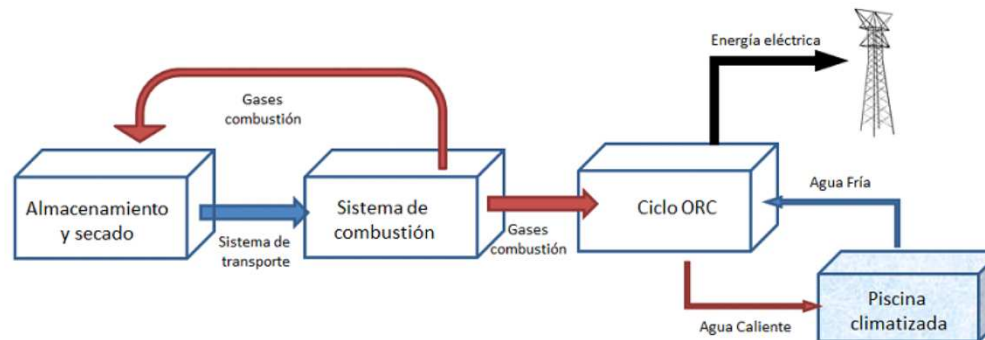 Energía eléctrica
Gases
combustión
Almacenamiento
y secado
Sistema de
transporte
Sistema de
combustión
Gases
combustión
Ciclo ORC
Agua Fría
Agua Caliente
Piscina
climatizada